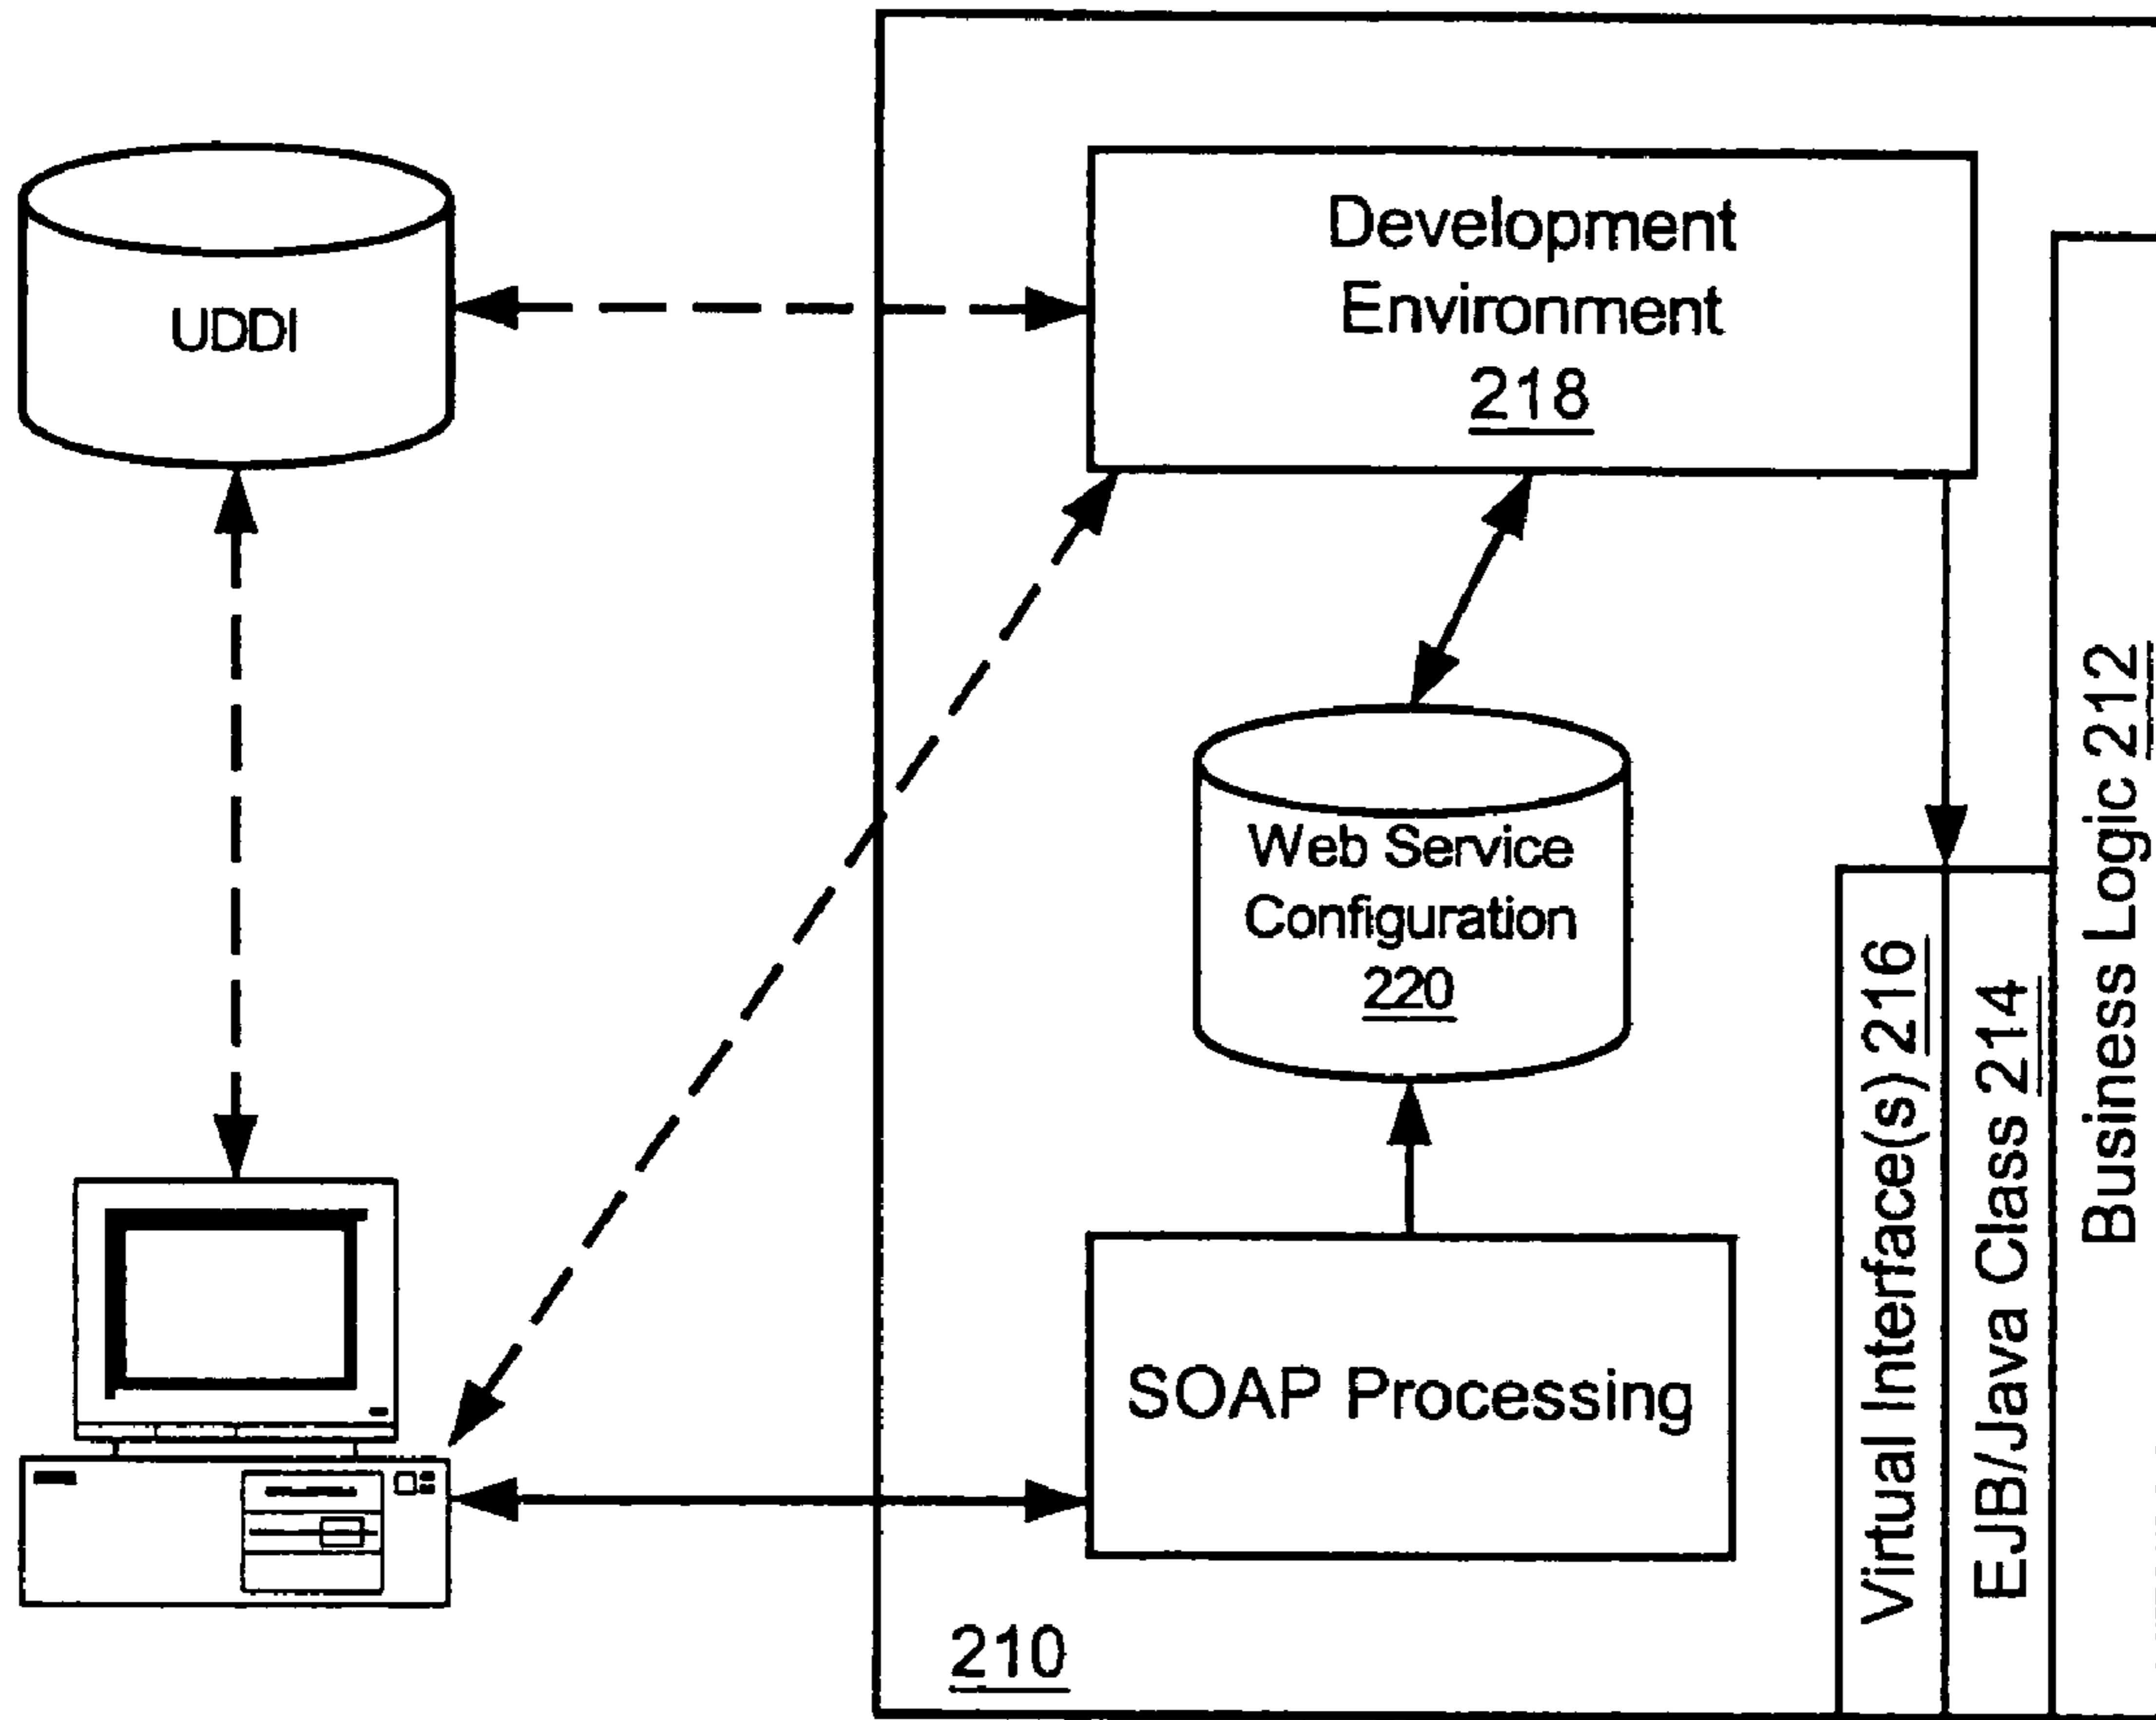 UDDI
Development
Environment
218
Web Service
Configuration
220
SOAP Processing
210
Virtual Interface(s) 216
EJB/Java Class 214
Business Logic 212